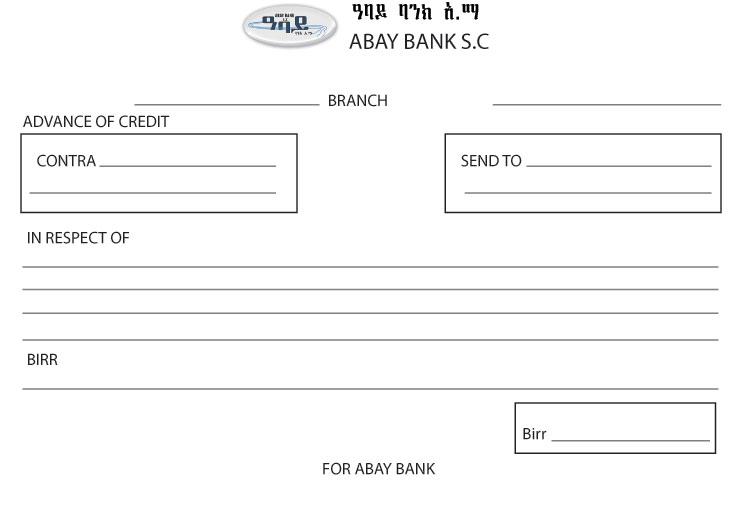 ዓባይ
ዓባይ ባንክ አ.ማ
ABAY BANK S.C
BRANCH
ADVANCE OF CREDIT
CONTRA
SEND TO
IN RESPECT OF
BIRR
Birr
FOR ABAY BANK